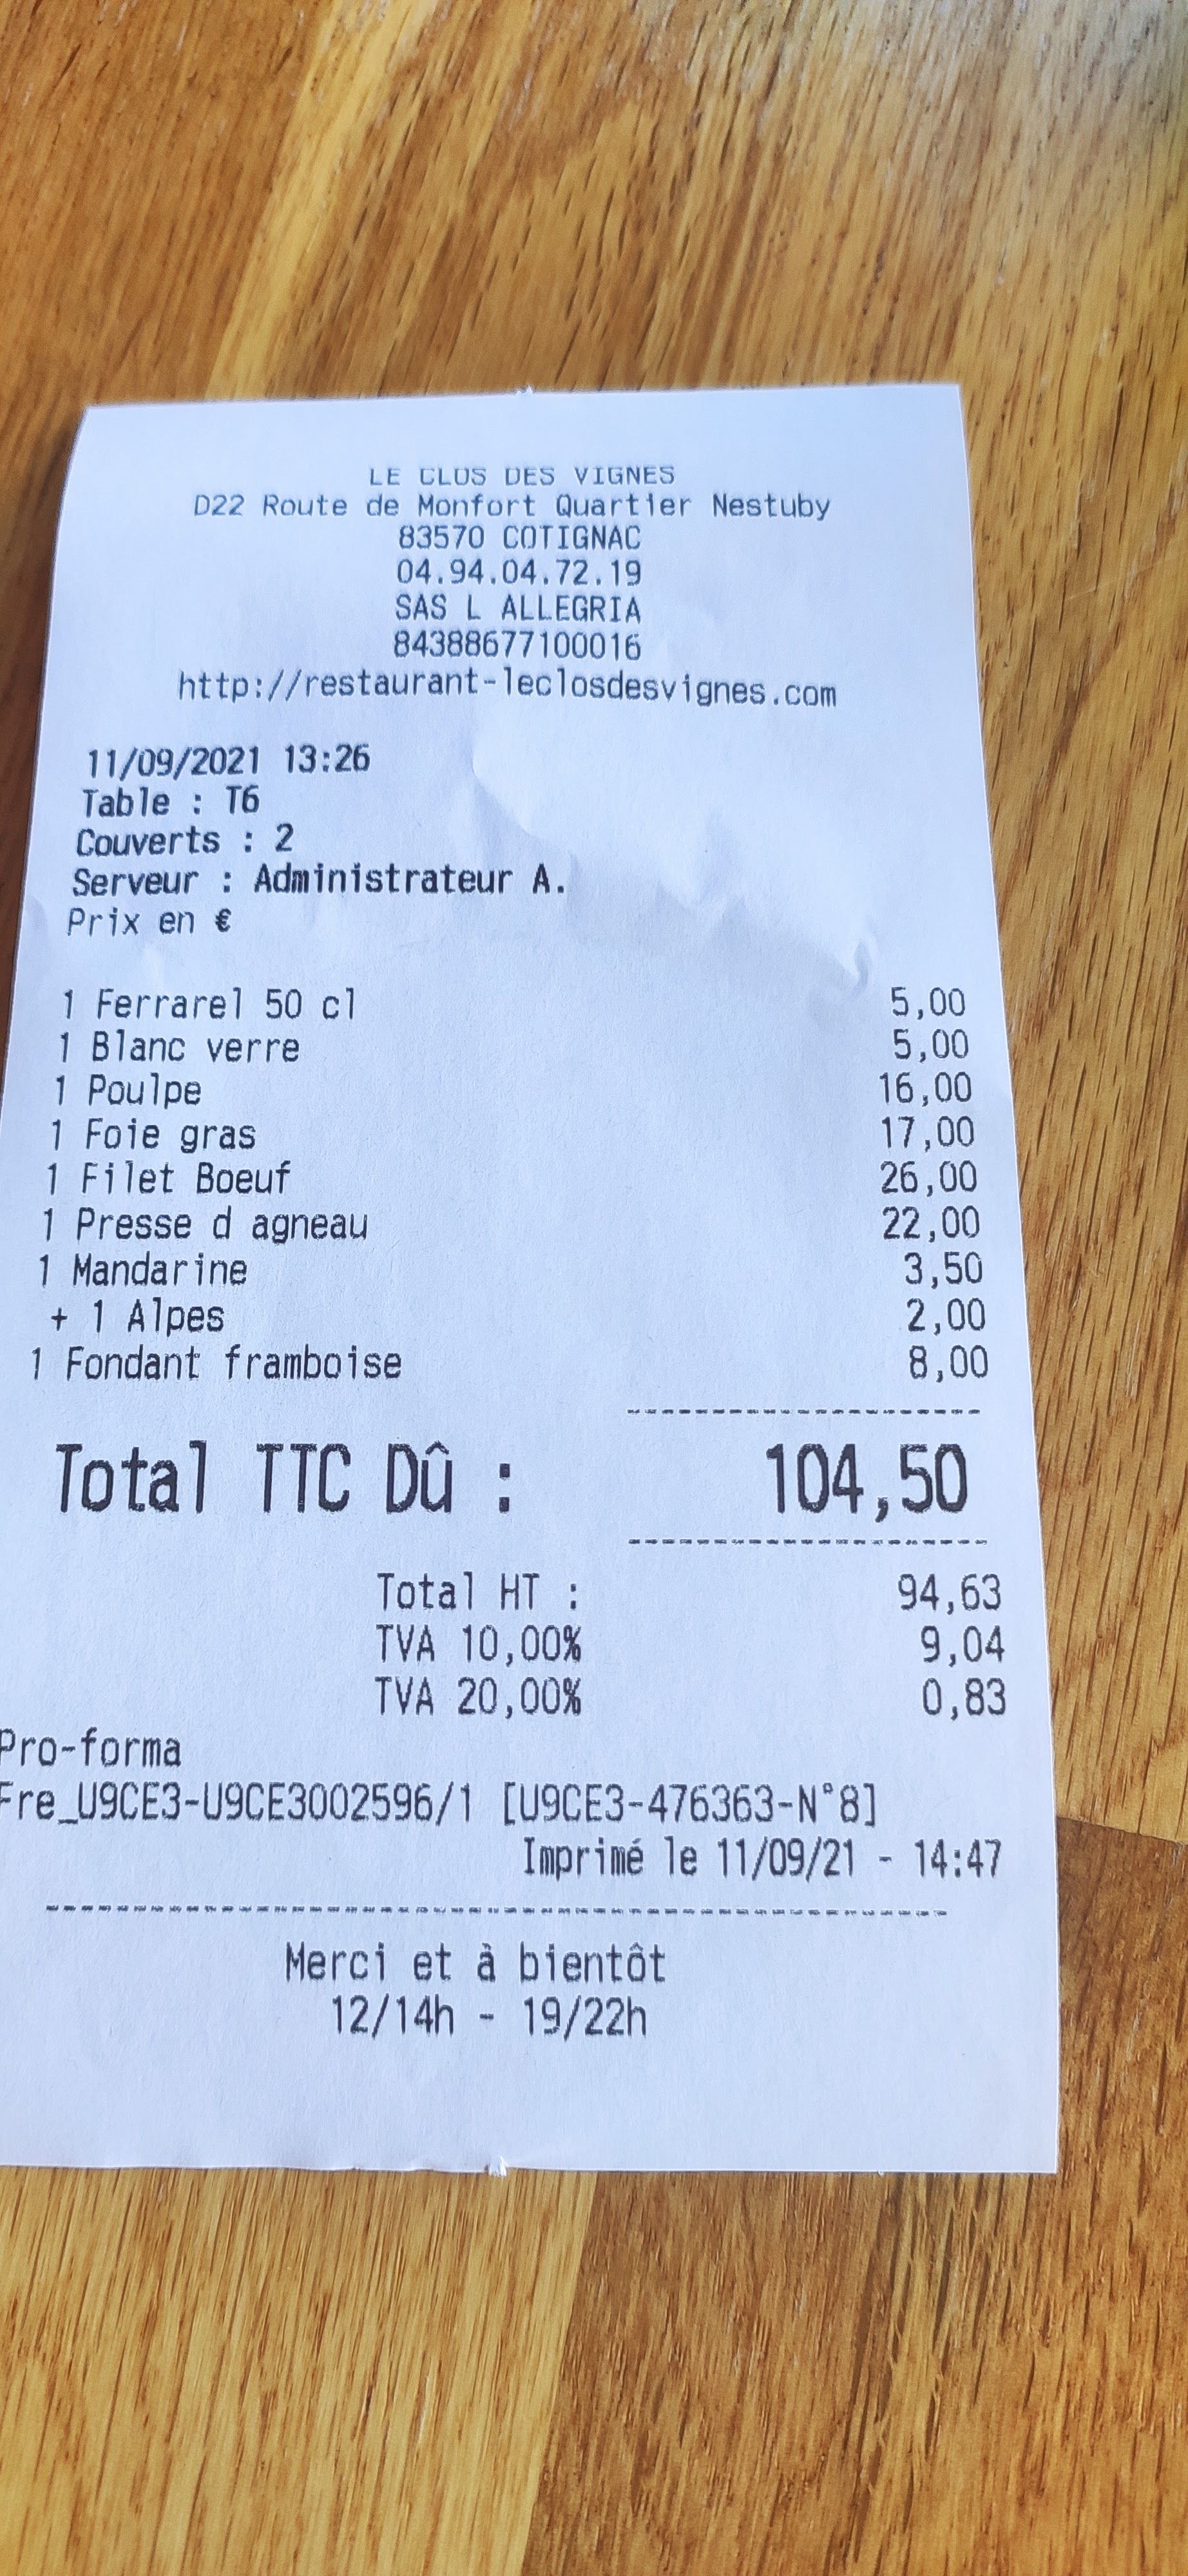 LE CLOS DES VIGNES
D22 Route de Monfort Quartier Nestuby
83570 COTIGNAC
04.94.04.72.19
SAS L ALLEGRIA
84388677100016
http://restaurant-leclosdesvignes.com
11/09/2021 13:26
Table : T6
Couverts : 2
Serveur : Administrateur A.
Prix en €
1 Ferrarel 50 cl 5,00
1 Blanc verre 5,00
1 Poulpe 16,00
1 Foie gras 17,00
1 Filet Boeuf 26,00
1 Presse d agneau 22,00
1 Mandarine 3,50
+ 1 Alpes 2,00
1 Fondant framboise 8,00
Total TTC Dû : 104,50
Total HT : 94,63
TVA 10,00% 9,04
TVA 20,00% 0,83
Pro-forma
Fre_U9CE3-U9CE3002596/1 [U9CE3-476363-N°8]
Imprimé le 11/09/21 - 14:47
Merci et à bientôt
12/14h - 19/22h